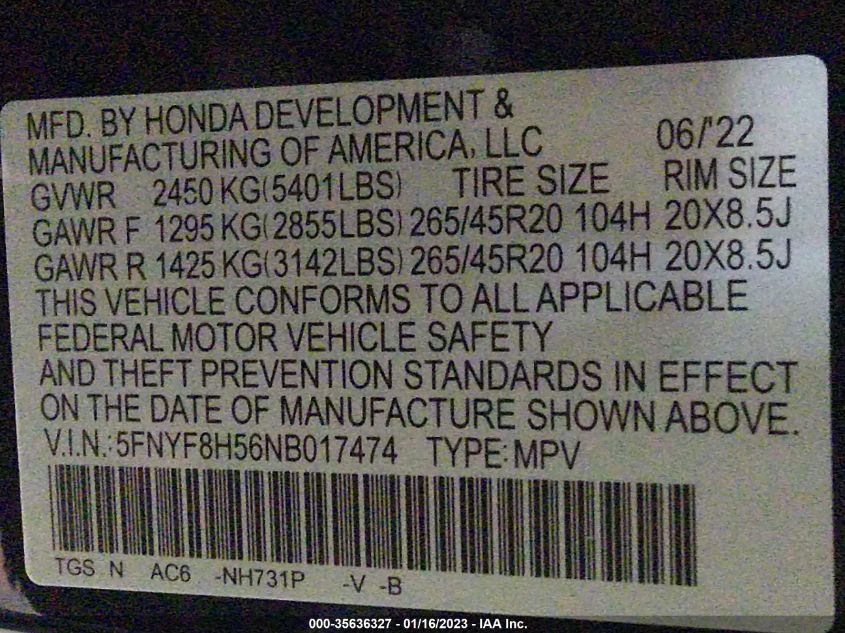 MFD. BY HONDA DEVELOPMENT &
MANUFACTURING OF AMERICA, LLC 06/'22
GVWR 2450 KG(5401LBS) TIRE SIZE RIM SIZE
GAWR F 1295 KG(2855LBS) 265/45R20 104H 20X8.5J
GAWR R 1425 KG(3142LBS) 265/45R20 104H 20X8.5J
THIS VEHICLE CONFORMS TO ALL APPLICABLE
FEDERAL MOTOR VEHICLE SAFETY
AND THEFT PREVENTION STANDARDS IN EFFECT
ON THE DATE OF MANUFACTURE SHOWN ABOVE.
V.I.N.:5FNYF8H56NB017474 TYPE:MPV
TGS N AC6 -NH731P -V -B
000-35636327 - 01/16/2023 - IAA Inc.